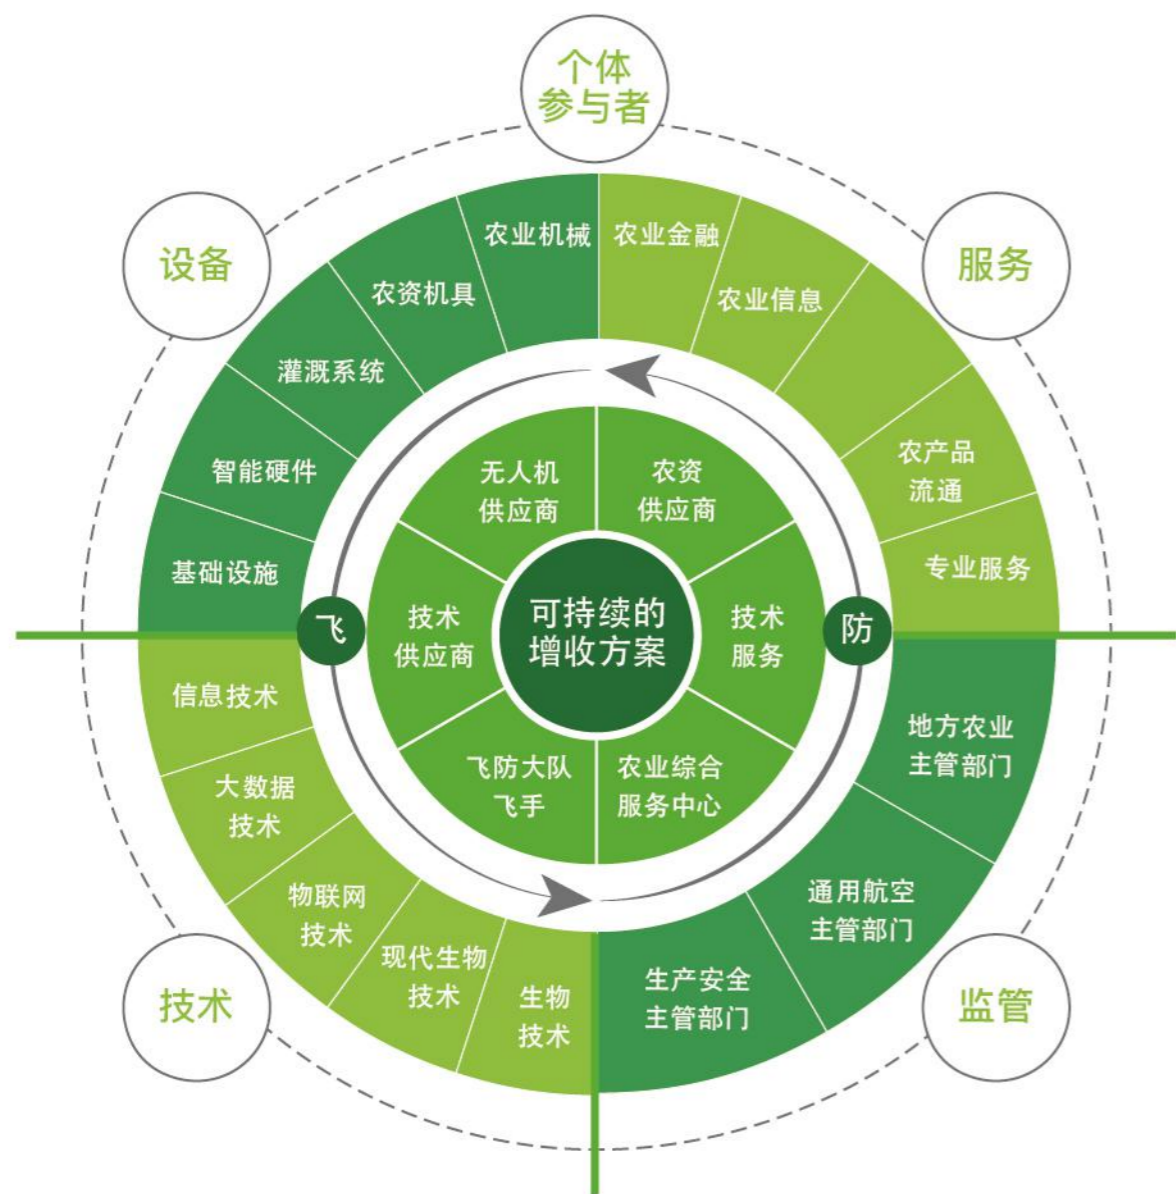 个体
参与者
设备
服务
农业机械
农业金融
农资机具
农业信息
灌溉系统
智能硬件
农产品
流通
基础设施
专业服务
无人机
供应商
农资
供应商
技术
供应商
可持续的
增收方案
技术
服务
飞
防
飞防大队
飞手
农业综合
服务中心
信息技术
大数据
技术
物联网
技术
现代生物
技术
生物
技术
地方农业
主管部门
通用航空
主管部门
生产安全
主管部门
技术
监管